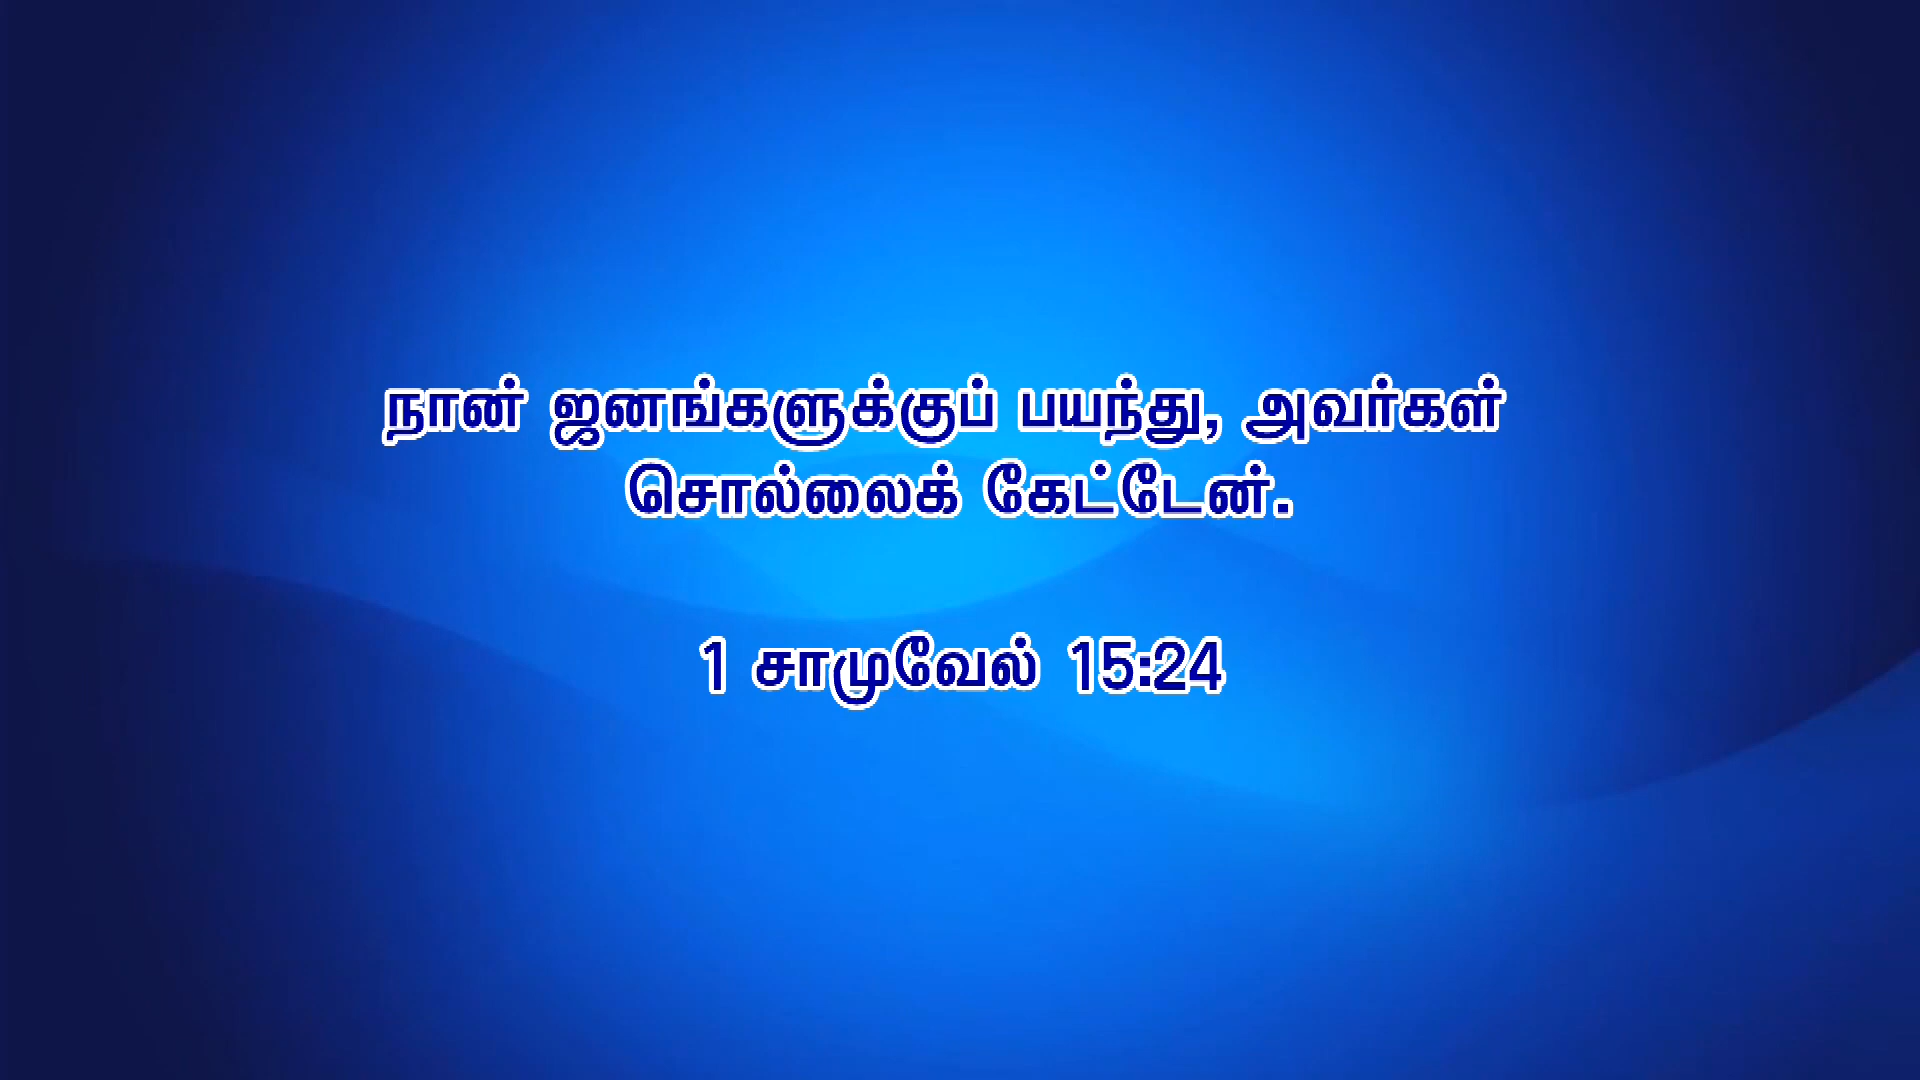 நான் ஜனங்களுக்குப் பயந்து, அவர்கள்
சொல்லைக் கேட்டேன்.
1 சாமுவேல் 15:24